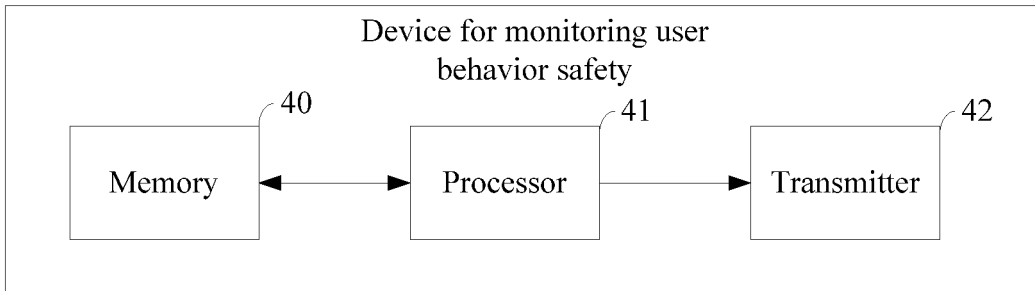 Device for monitoring user
behavior safety
40
41
42
Memory
Processor
Transmitter